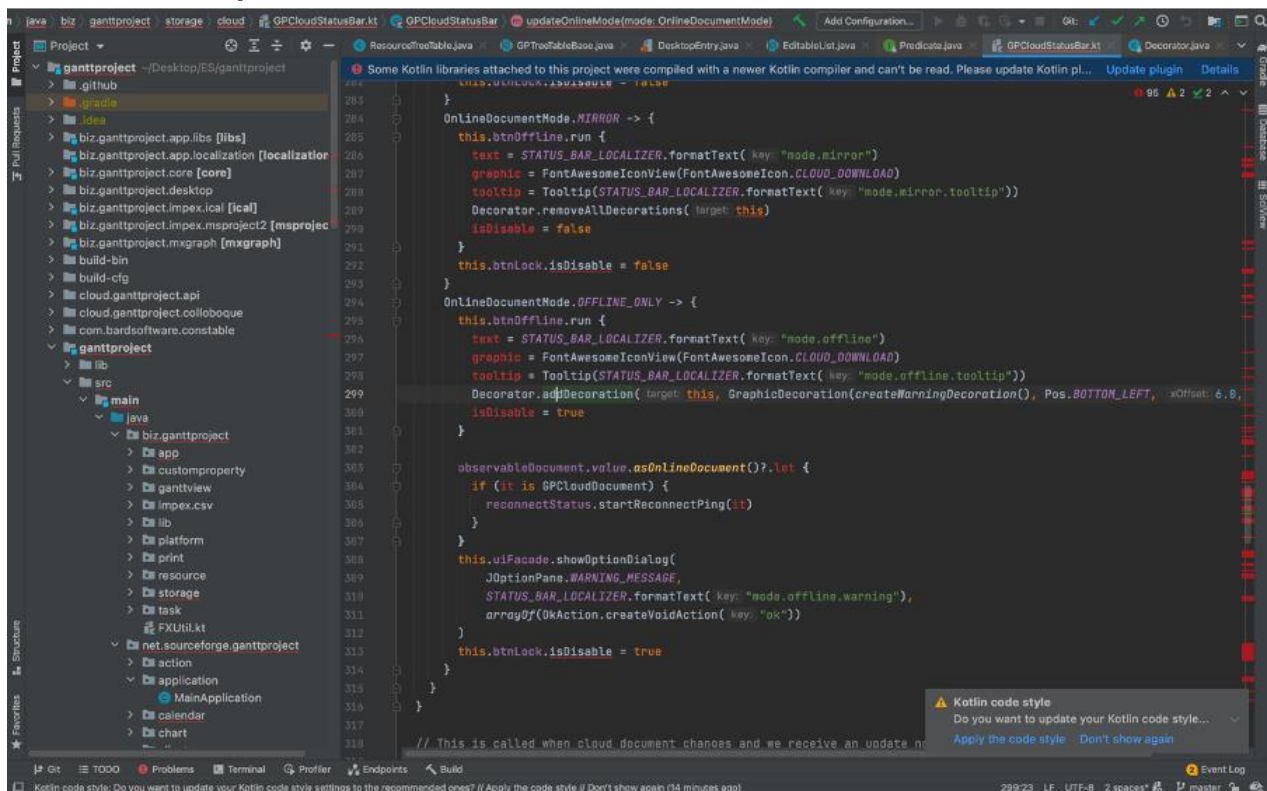 java biz ganttproject storage cloud GPCloudStatusBar.kt GPCloudStatusBar updateOnlineMode(mode: OnlineDocumentMode) Add Configuration... Git:
Project ResourceTreeTable.java GPTreeTableBase.java DesktopEntry.java EditableList.java Predicate.java GPCloudStatusBar.kt Decorator.java
ganttproject ~/Desktop/ES/ganttproject
Some Kotlin libraries attached to this project were compiled with a newer Kotlin compiler and can't be read. Please update Kotlin pl... Update plugin Details
.github
.gradle
.idea
biz.ganttproject.app.libs [libs]
biz.ganttproject.app.localization [localization
biz.ganttproject.core [core]
biz.ganttproject.desktop
biz.ganttproject.impex.ical [ical]
biz.ganttproject.impex.msproject2 [msprojec
biz.ganttproject.mxgraph [mxgraph]
build-bin
build-cfg
cloud.ganttproject.api
cloud.ganttproject.colloboque
com.bardsoftware.constable
ganttproject
lib
src
main
java
biz.ganttproject
app
customproperty
ganttview
impex.csv
lib
platform
print
resource
storage
task
FXUtil.kt
net.sourceforge.ganttproject
action
application
MainApplication
calendar
chart
Project
Pull Requests
Structure
Favorites
95 2 2
this.btnOffline.isDisable = false
283 }
284 OnlineDocumentMode.MIRROR -> {
285 this.btnOffline.run {
286 text = STATUS_BAR_LOCALIZER.formatText( key: "mode.mirror")
287 graphic = FontAwesomeIconView(FontAwesomeIcon.CLOUD_DOWNLOAD)
288 tooltip = Tooltip(STATUS_BAR_LOCALIZER.formatText( key: "mode.mirror.tooltip"))
289 Decorator.removeAllDecorations( target: this)
290 isDisable = false
291 }
292 this.btnLock.isDisable = false
293 }
294 OnlineDocumentMode.OFFLINE_ONLY -> {
295 this.btnOffline.run {
296 text = STATUS_BAR_LOCALIZER.formatText( key: "mode.offline")
297 graphic = FontAwesomeIconView(FontAwesomeIcon.CLOUD_DOWNLOAD)
298 tooltip = Tooltip(STATUS_BAR_LOCALIZER.formatText( key: "mode.offline.tooltip"))
299 Decorator.addDecoration( target: this, GraphicDecoration(createWarningDecoration(), Pos.BOTTOM_LEFT, xOffset: 6.0,
300 isDisable = true
301 }
302
303 observableDocument.value.asOnlineDocument()?.let {
304 if (it is GPCloudDocument) {
305 reconnectStatus.startReconnectPing(it)
306 }
307 }
308 this.uiFacade.showOptionDialog(
309 JOptionPane.WARNING_MESSAGE,
310 STATUS_BAR_LOCALIZER.formatText( key: "mode.offline.warning"),
311 arrayOf(OkAction.createVoidAction( key: "ok"))
312 )
313 this.btnLock.isDisable = true
314 }
315 }
316 }
317
318 // This is called when cloud document changes and we receive an update no
Gradle
Database
SciView
Kotlin code style
Do you want to update your Kotlin code style...
Apply the code style Don't show again
Git TODO Problems Terminal Profiler Endpoints Build 2 Event Log
Kotlin code style: Do you want to update your Kotlin code style settings to the recommended ones? // Apply the code style // Don't show again (14 minutes ago) 299:23 LF UTF-8 2 spaces* master